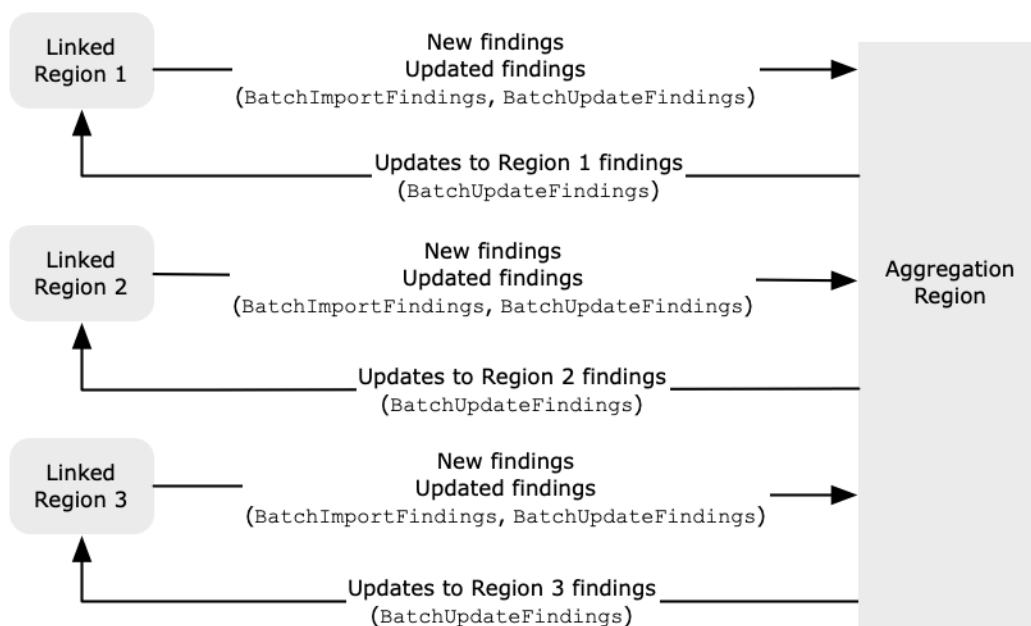 Linked
Region 1
New findings
Updated findings
(BatchImportFindings, BatchUpdateFindings)
Updates to Region 1 findings
(BatchUpdateFindings)
Linked
Region 2
New findings
Updated findings
(BatchImportFindings, BatchUpdateFindings)
Updates to Region 2 findings
(BatchUpdateFindings)
Linked
Region 3
New findings
Updated findings
(BatchImportFindings, BatchUpdateFindings)
Updates to Region 3 findings
(BatchUpdateFindings)
Aggregation
Region